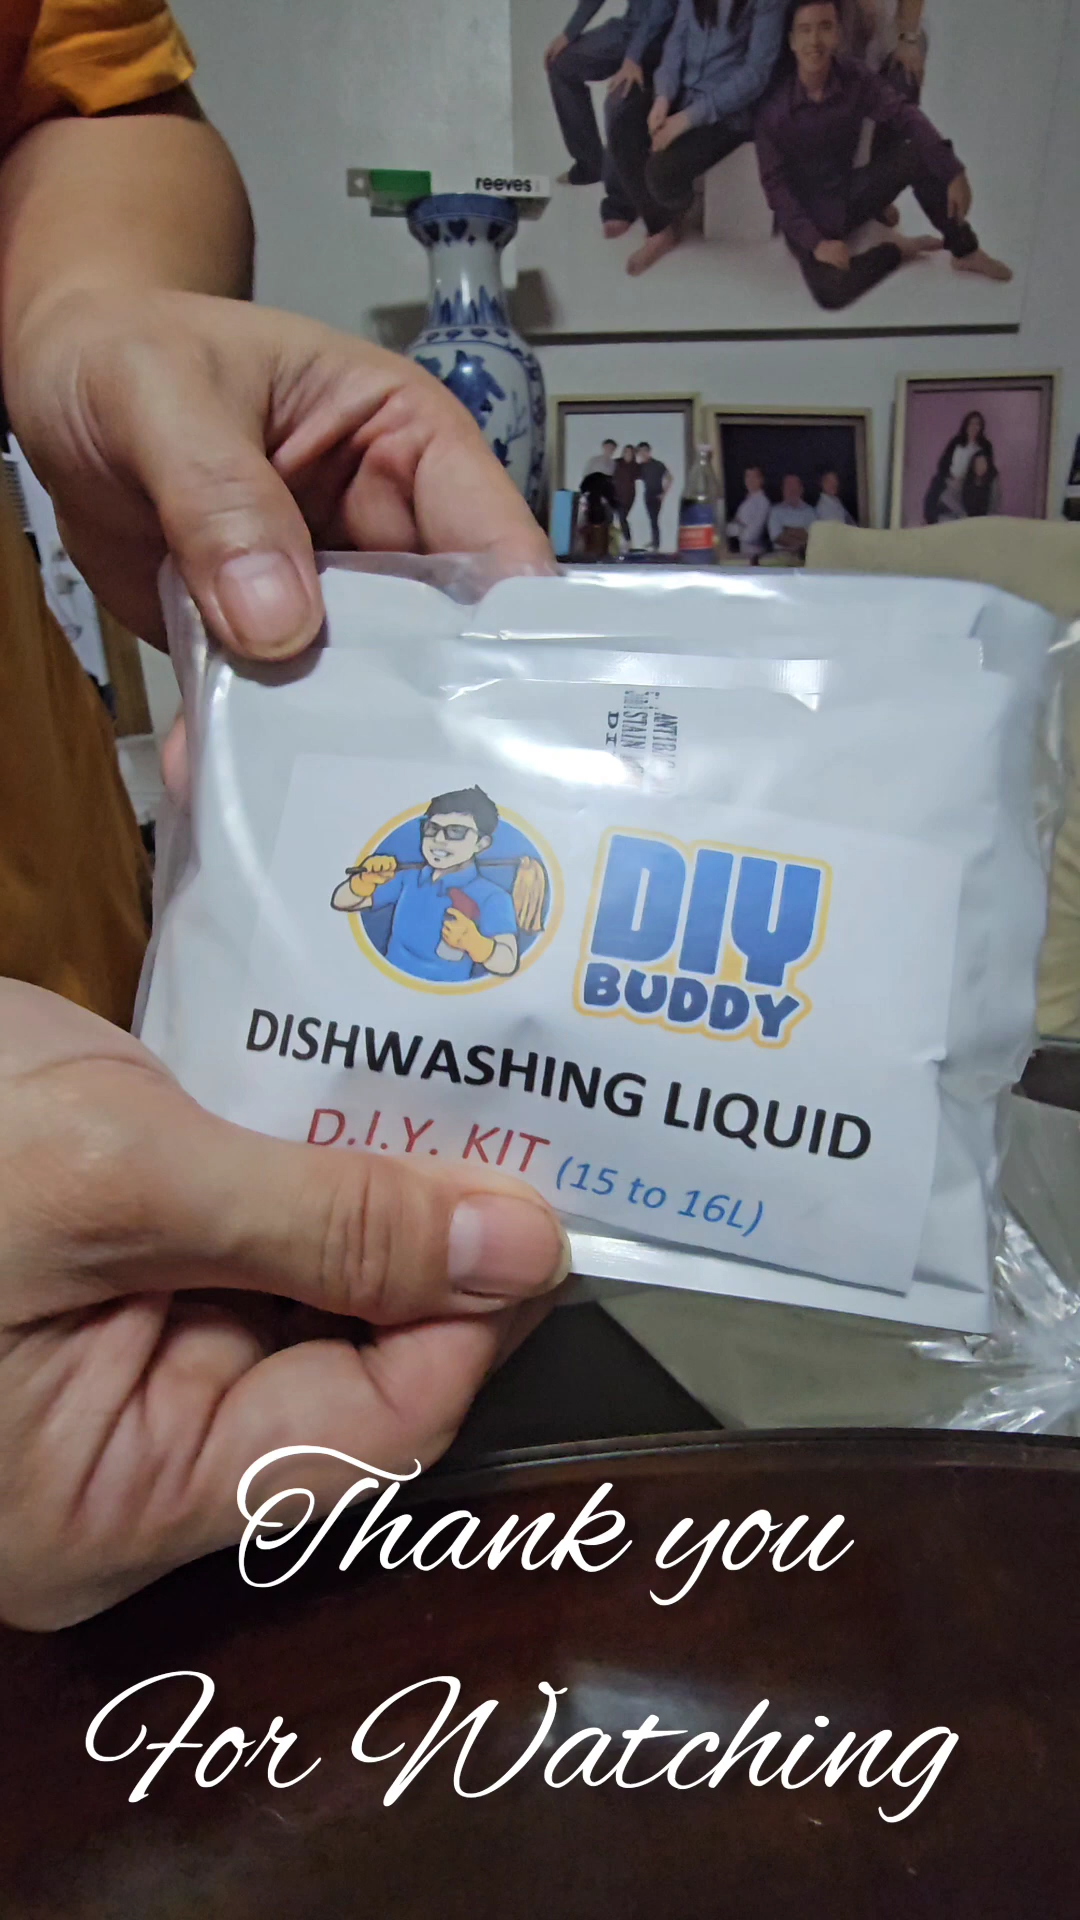 reeves
DIY
BUDDY
DISHWASHING LIQUID
D.I.Y. KIT (15 to 16L)
Thank you
For Watching